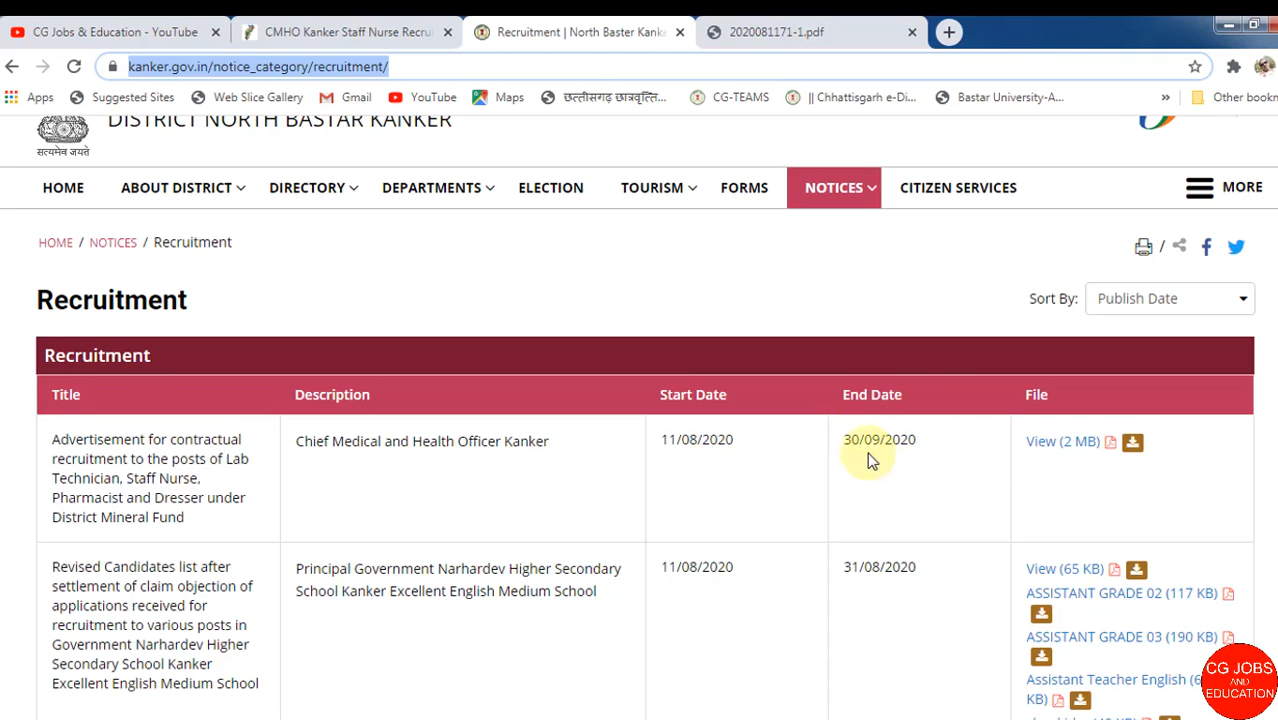 CG Jobs & Education - YouTube
CMHO Kanker Staff Nurse Recru
Recruitment | North Baster Kanke
2020081171-1.pdf
kanker.gov.in/notice_category/recruitment/
Apps
Suggested Sites
Web Slice Gallery
Gmail
YouTube
Maps
छत्तीसगढ़ छात्रवृत्ति...
CG-TEAMS
|| Chhattisgarh e-Di...
Bastar University-A...
»
Other bookn
DISTRICT NORTH BASTAR KANKER
सत्यमेव जयते
HOME
ABOUT DISTRICT
DIRECTORY
DEPARTMENTS
ELECTION
TOURISM
FORMS
NOTICES
CITIZEN SERVICES
MORE
HOME / NOTICES / Recruitment
/
Recruitment
Sort By:
Publish Date
Recruitment
Title
Description
Start Date
End Date
File
Advertisement for contractual
recruitment to the posts of Lab
Technician, Staff Nurse,
Pharmacist and Dresser under
District Mineral Fund
Chief Medical and Health Officer Kanker
11/08/2020
30/09/2020
View (2 MB)
Revised Candidates list after
settlement of claim objection of
applications received for
recruitment to various posts in
Government Narhardev Higher
Secondary School Kanker
Excellent English Medium School
Principal Government Narhardev Higher Secondary
School Kanker Excellent English Medium School
11/08/2020
31/08/2020
View (65 KB)
ASSISTANT GRADE 02 (117 KB)
ASSISTANT GRADE 03 (190 KB)
Assistant Teacher English (6
KB)
CG JOBS
AND
EDUCATION